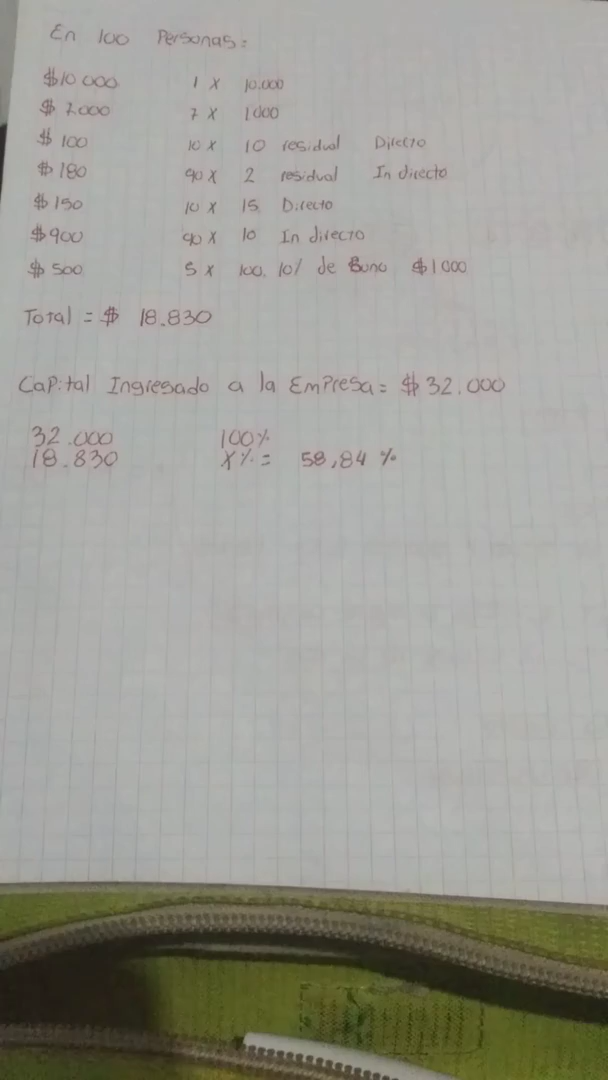 En 100 Personas:
$10.000 1 X 10.000
$7.000 7 X 1000
$100 10 X 10 residual Directo
$180 90 X 2 residual In directo
$150 10 X 15 Directo
$900 90 X 10 In directo
$500 5 X 100, 10% de Bono $1000
Total = $ 18.830
Capital Ingresado a la Empresa = $32.000
32.000 100%
18.830 X% = 58,84 %